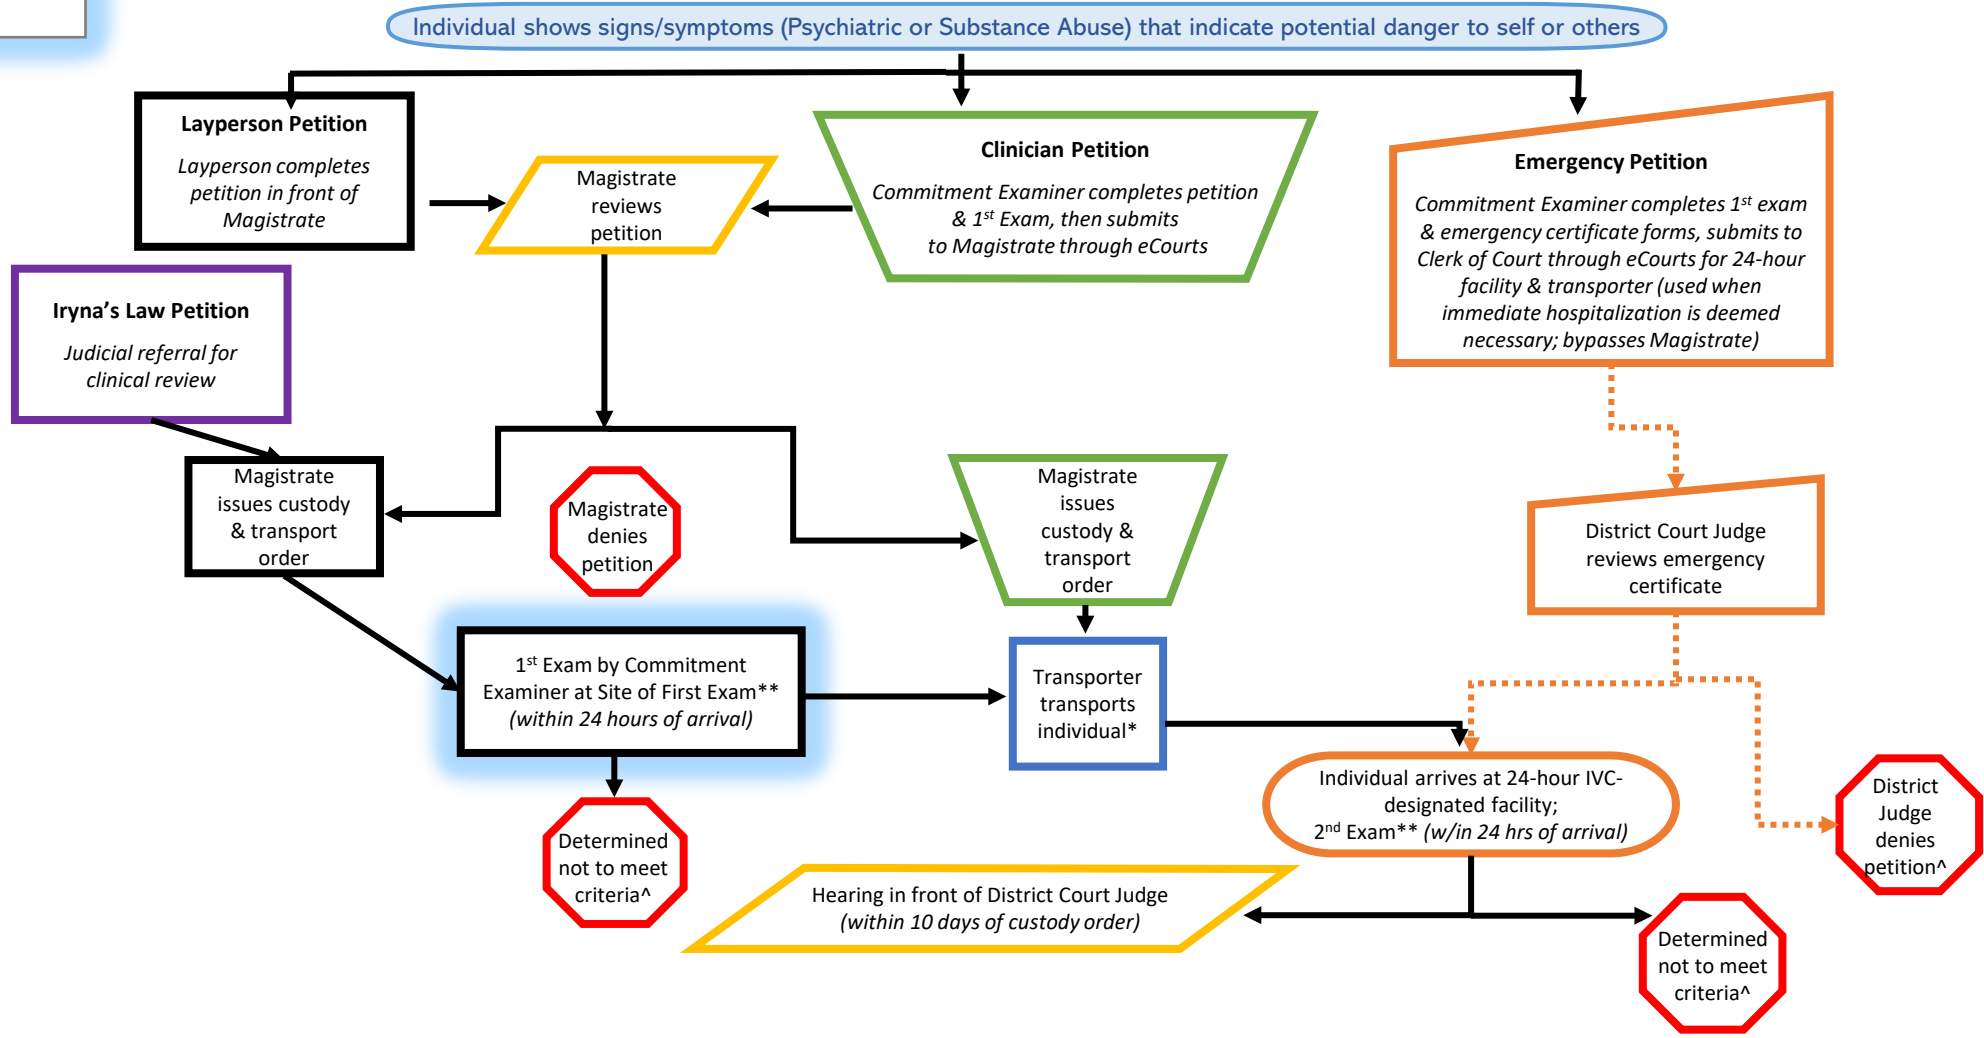 Individual shows signs/symptoms (Psychiatric or Substance Abuse) that indicate potential danger to self or others
Layperson Petition
Layperson completes
petition in front of
Magistrate
Magistrate
reviews
petition
Clinician Petition
Commitment Examiner completes petition
& 1st Exam, then submits
to Magistrate through eCourts
Emergency Petition
Commitment Examiner completes 1st exam
& emergency certificate forms, submits to
Clerk of Court through eCourts for 24-hour
facility & transporter (used when
immediate hospitalization is deemed
necessary; bypasses Magistrate)
Iryna’s Law Petition
Judicial referral for
clinical review
Magistrate
issues custody
& transport
order
Magistrate
denies
petition
Magistrate
issues
custody &
transport
order
District Court Judge
reviews emergency
certificate
1st Exam by Commitment
Examiner at Site of First Exam**
(within 24 hours of arrival)
Transporter
transports
individual*
Individual arrives at 24-hour IVC-
designated facility;
2nd Exam** (w/in 24 hrs of arrival)
District
Judge
denies
petition^
Determined
not to meet
criteria^
Hearing in front of District Court Judge
(within 10 days of custody order)
Determined
not to meet
criteria^